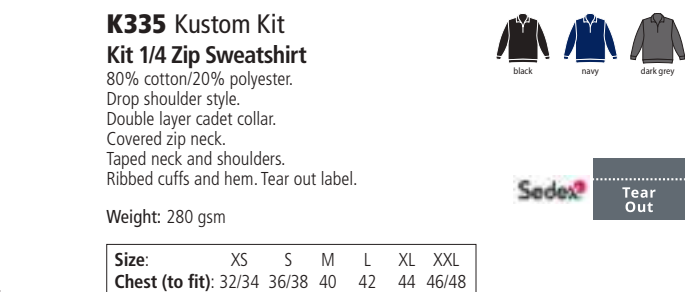 K335 Kustom Kit
Kit 1/4 Zip Sweatshirt
80% cotton/20% polyester.
Drop shoulder style.
Double layer cadet collar.
Covered zip neck.
Taped neck and shoulders.
Ribbed cuffs and hem. Tear out label.
Weight: 280 gsm
Size: XS S M L XL XXL
Chest (to fit): 32/34 36/38 40 42 44 46/48
black navy dark grey
Sedex
Tear
Out